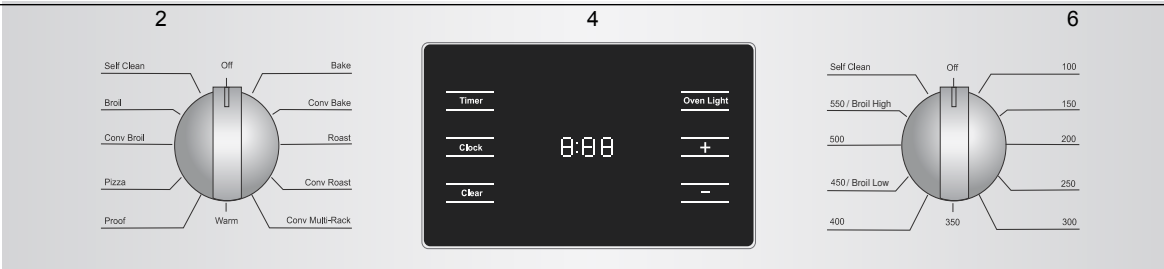 2
4
6
Self Clean
Off
Bake
Broil
Conv Bake
Conv Broil
Roast
Pizza
Conv Roast
Proof
Warm
Conv Multi-Rack
Timer
Oven Light
Clock
8:88
+
Clear
−
Self Clean
Off
100
550 / Broil High
150
500
200
450 / Broil Low
250
400
350
300